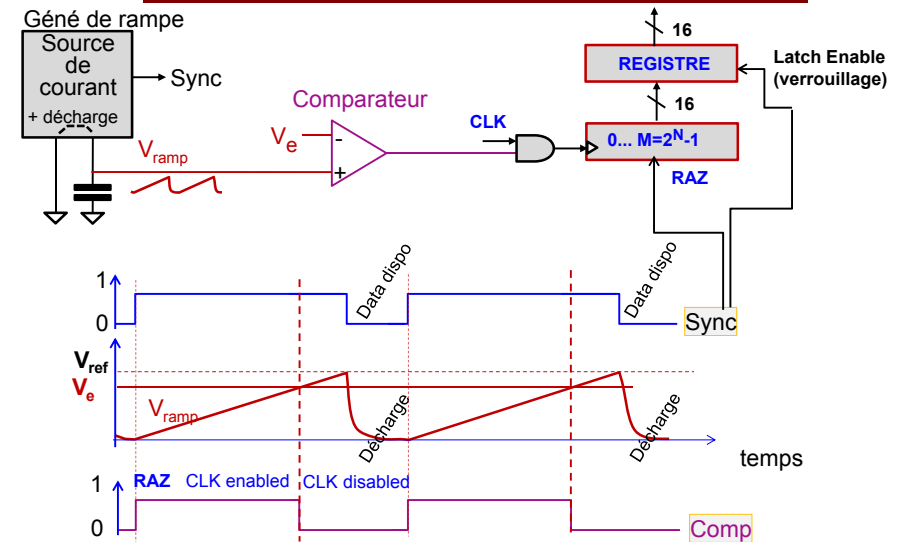 Géné de rampe
Source
de
courant
+ décharge
Sync
V_ramp
V_e
Comparateur
-
+
CLK
16
REGISTRE
16
0... M=2^N-1
RAZ
Latch Enable
(verrouillage)
1
0
Data dispo
Data dispo
Sync
V_ref
V_e
V_ramp
Décharge
Décharge
temps
1
0
RAZ
CLK enabled
CLK disabled
Comp